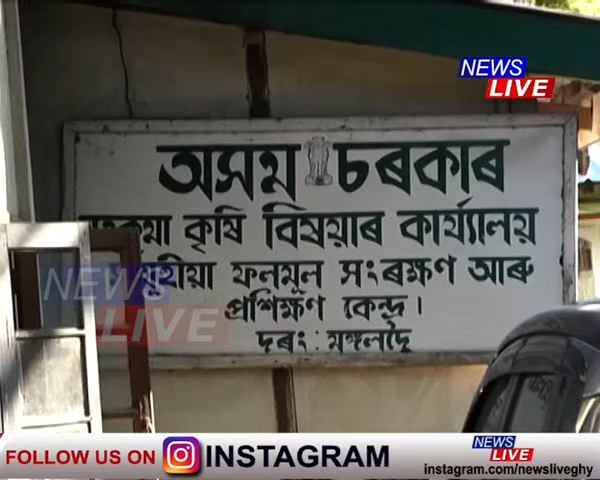 NEWS
LIVE
অসম চৰকাৰ
কৃষি বিষয়াৰ কাৰ্য্যালয়
ফলমূল সংৰক্ষণ আৰু
প্ৰশিক্ষণ কেন্দ্ৰ।
দৰং : মঙ্গলদৈ
NEWS
LIVE
FOLLOW US ON INSTAGRAM
NEWS
LIVE
instagram.com/newsliveghy